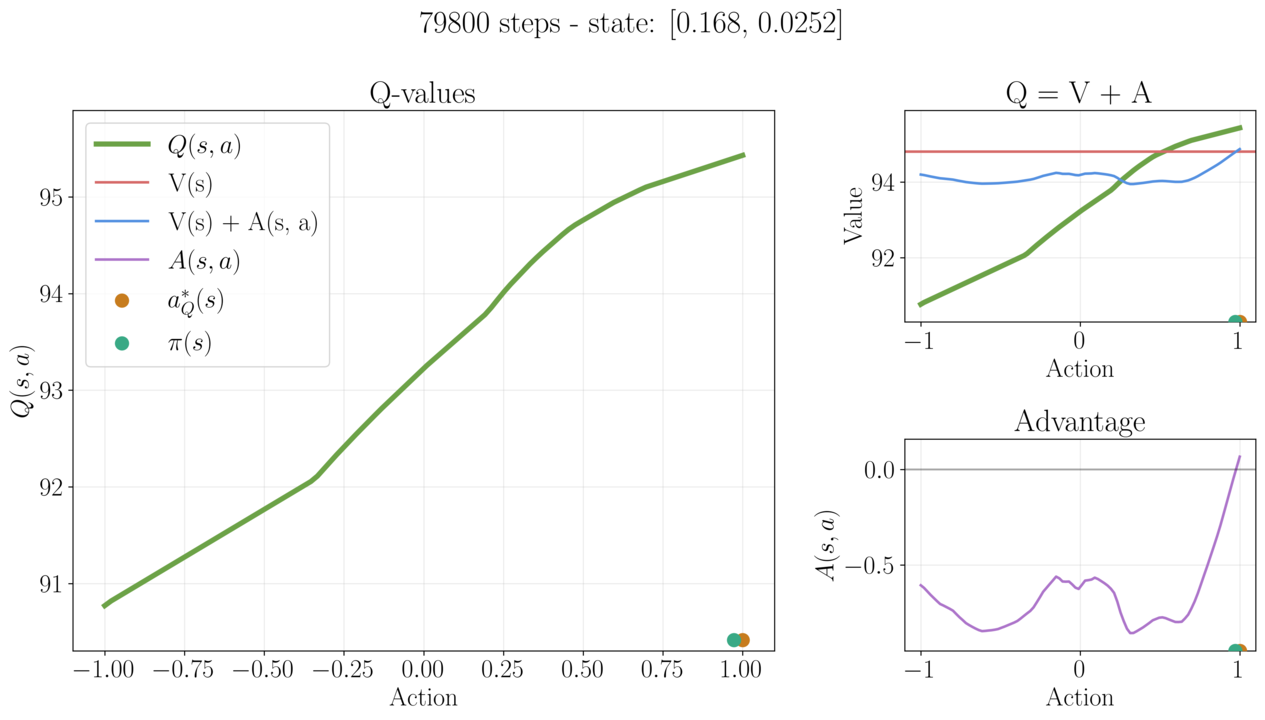 79800 steps - state: [0.168, 0.0252]
Q-values
Q(s, a)
V(s)
V(s) + A(s, a)
A(s, a)
a*Q(s)
π(s)
95
94
93
92
91
Q(s, a)
−1.00 −0.75 −0.50 −0.25 0.00 0.25 0.50 0.75 1.00
Action
Q = V + A
94
92
Value
−1 0 1
Action
Advantage
0.0
−0.5
A(s, a)
−1 0 1
Action